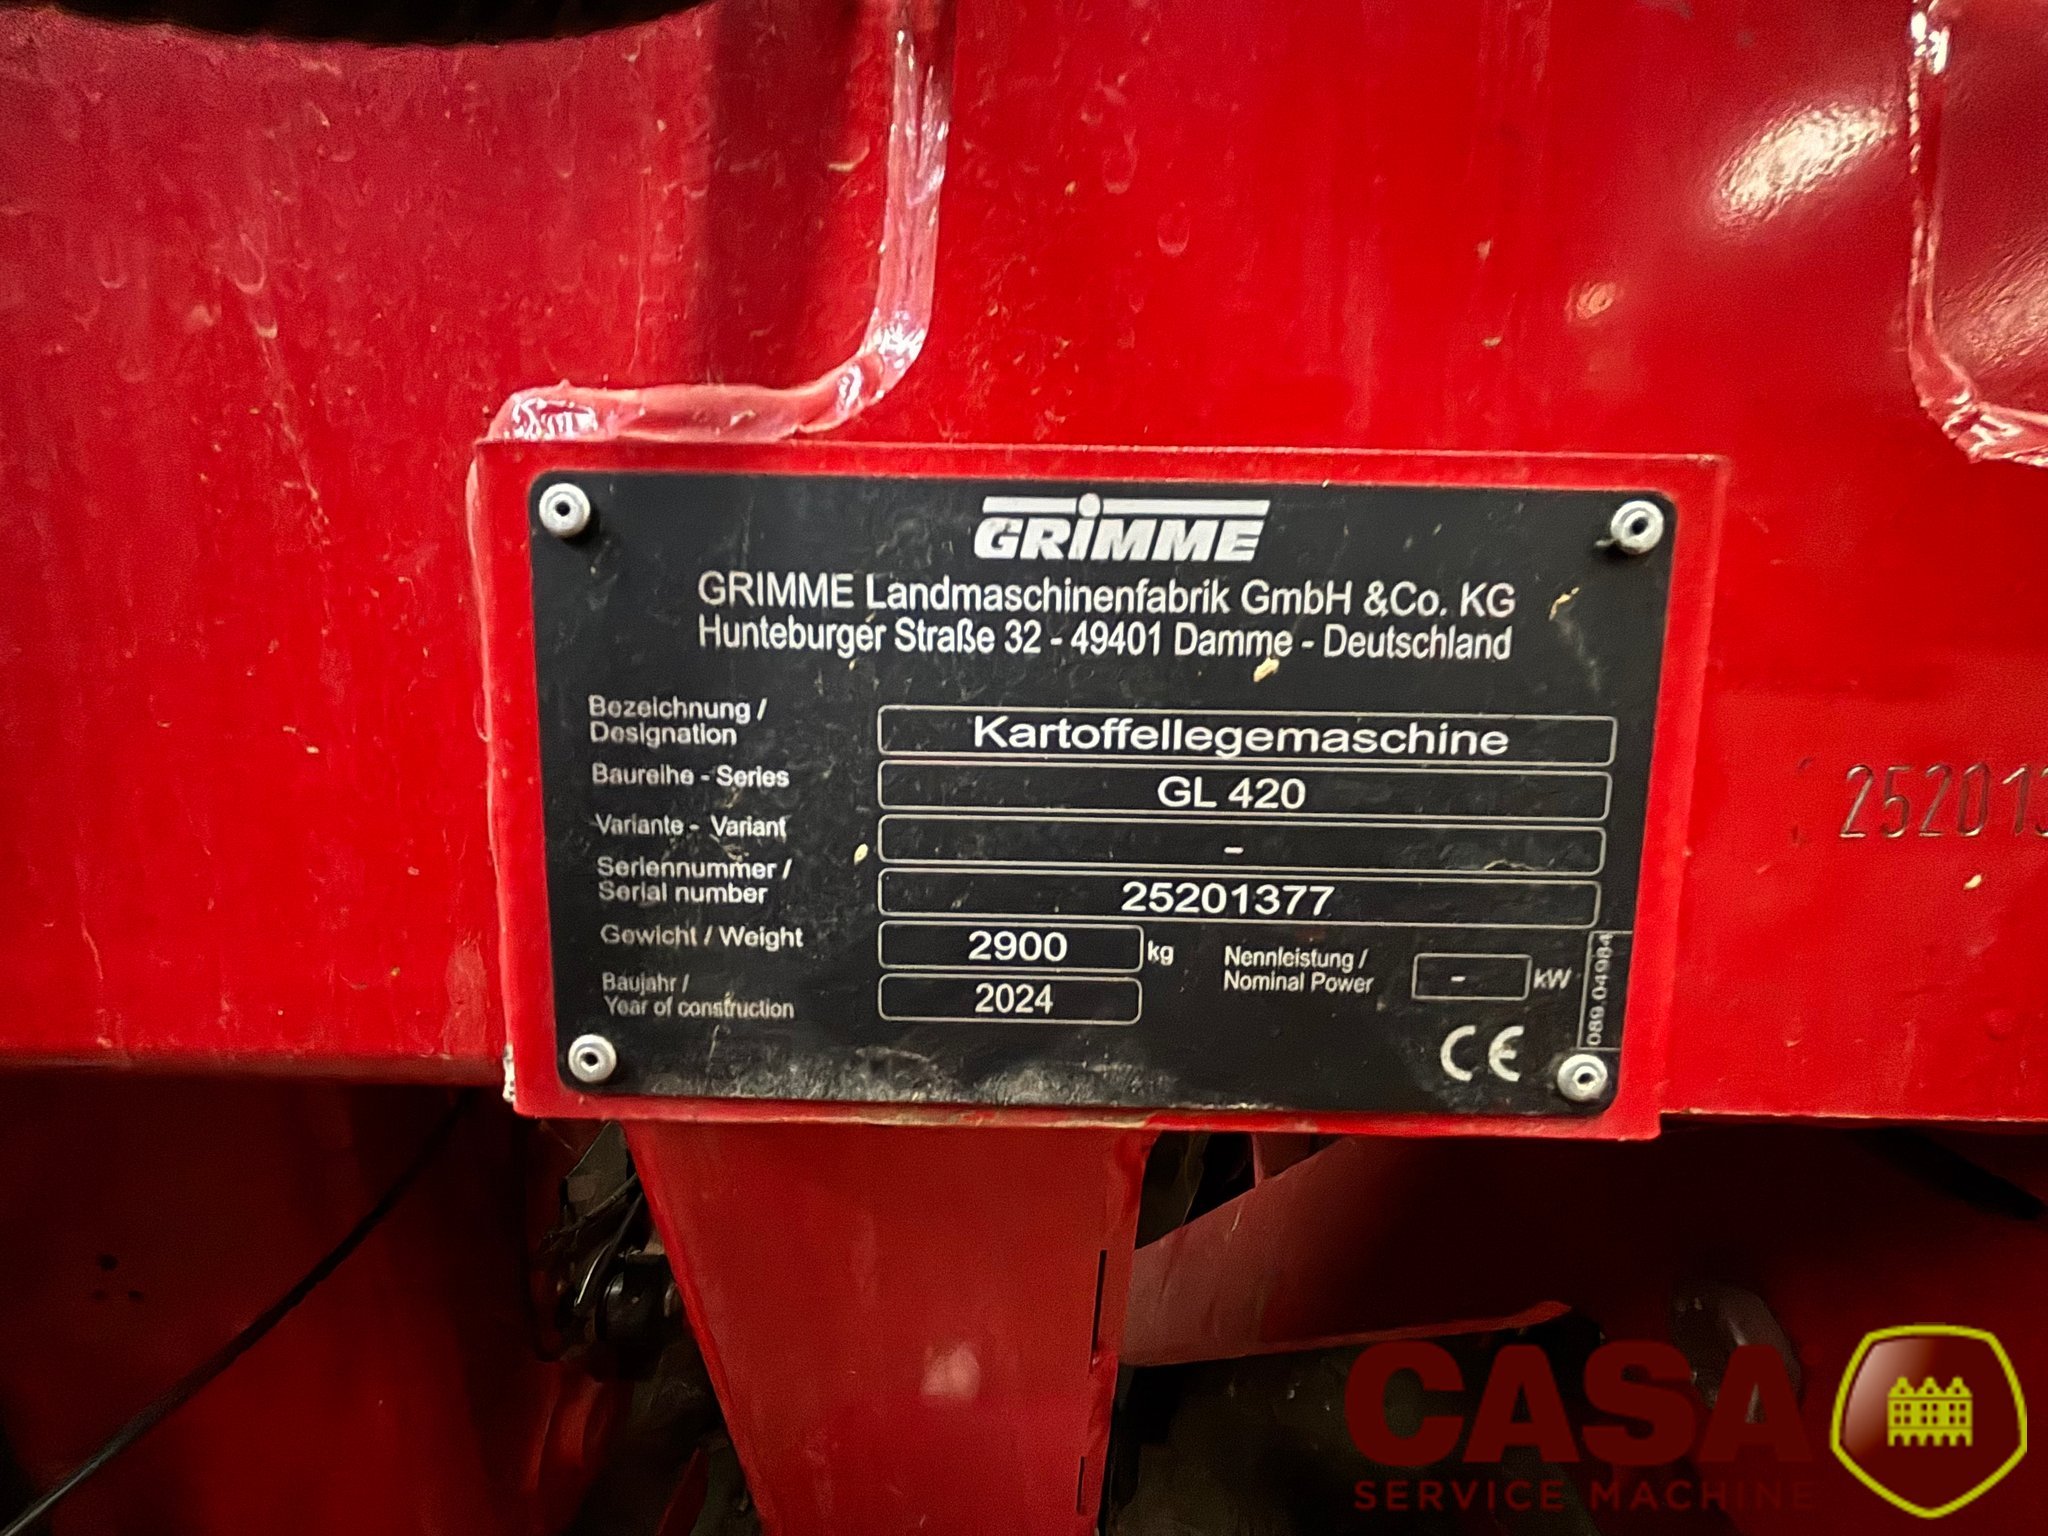 GRIMME
GRIMME Landmaschinenfabrik GmbH &Co. KG
Hunteburger Straße 32 - 49401 Damme - Deutschland
Bezeichnung /
Designation
Kartoffellegemaschine
Baureihe - Series
GL 420
Variante - Variant
-
Seriennummer /
Serial number
25201377
Gewicht / Weight
2900 kg
Nennleistung /
Nominal Power
- kW
Baujahr /
Year of construction
2024
CE
089.04984
252013
CASA
SERVICE MACHINE